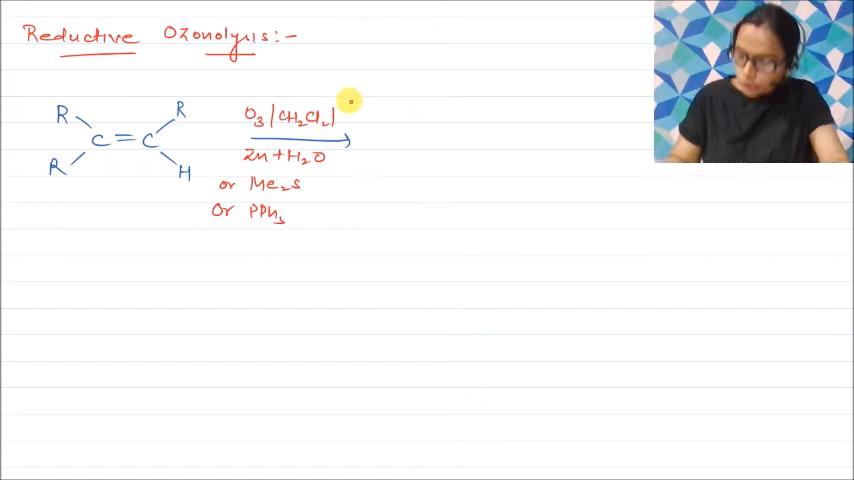 Reductive Ozonolysis:-
R R
O3|CH2Cl2|
C=C
Zn+H2O
R H
or Me2S
Or PPh3